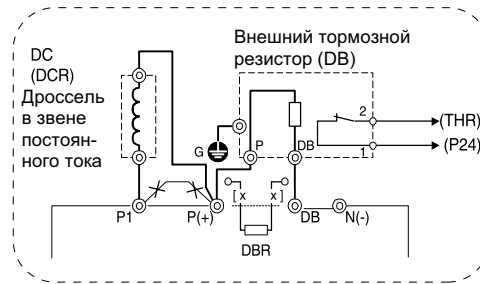 DC
(DCR)
Дроссель
в звене
постоян-
ного тока
Внешний тормозной
резистор (DB)
2
(THR)
(P24)
1
G
P
DB
[ x
x ]
P1
P(+)
DBR
DB
N(-)